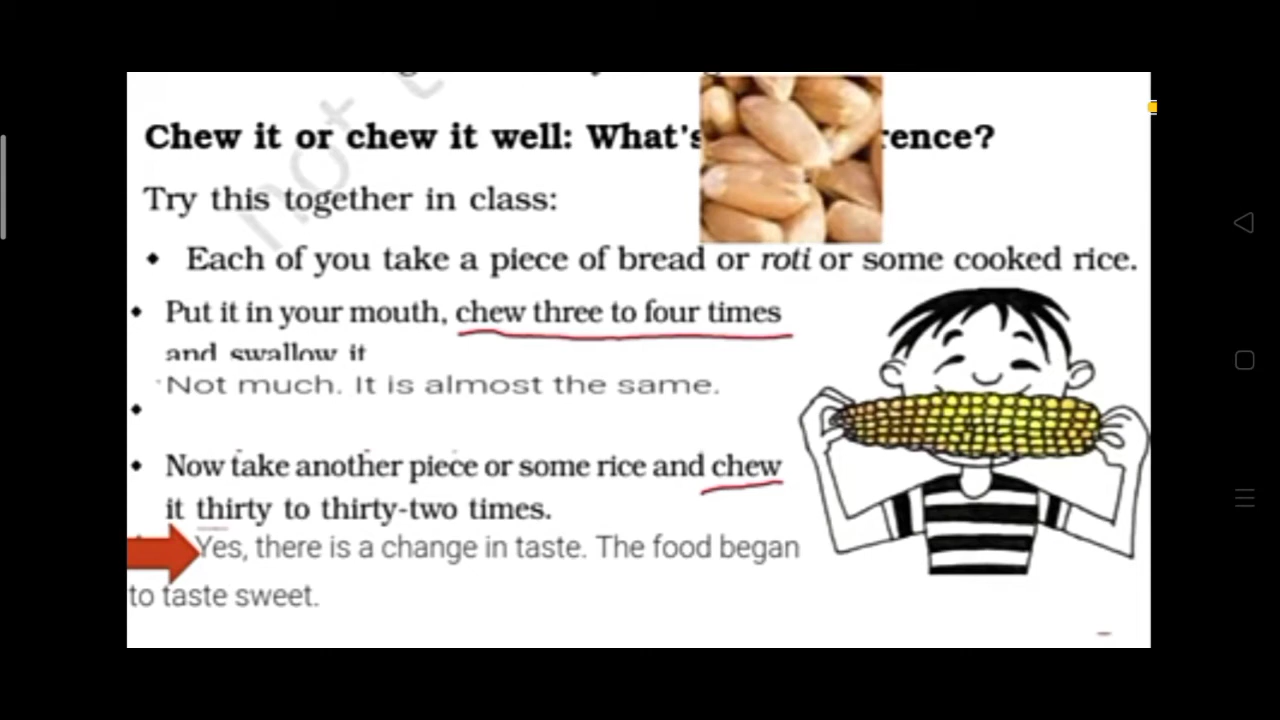 not t
Chew it or chew it well: What's rence?
Try this together in class:
• Each of you take a piece of bread or roti or some cooked rice.
• Put it in your mouth, chew three to four times
and swallow it
Not much. It is almost the same.
•
• Now take another piece or some rice and chew
it thirty to thirty-two times.
Yes, there is a change in taste. The food began
to taste sweet.